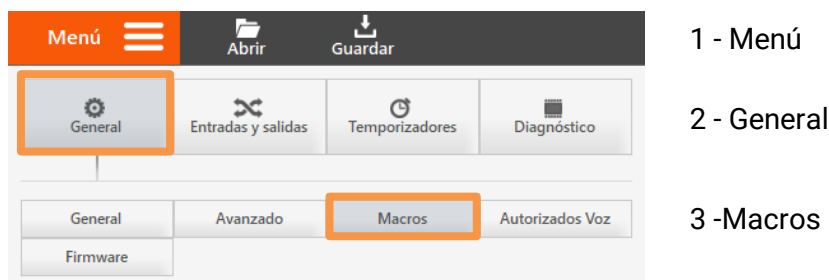 Menú
Abrir
Guardar
1 - Menú
General
Entradas y salidas
Temporizadores
Diagnóstico
2 - General
General
Avanzado
Macros
Autorizados Voz
3 -Macros
Firmware